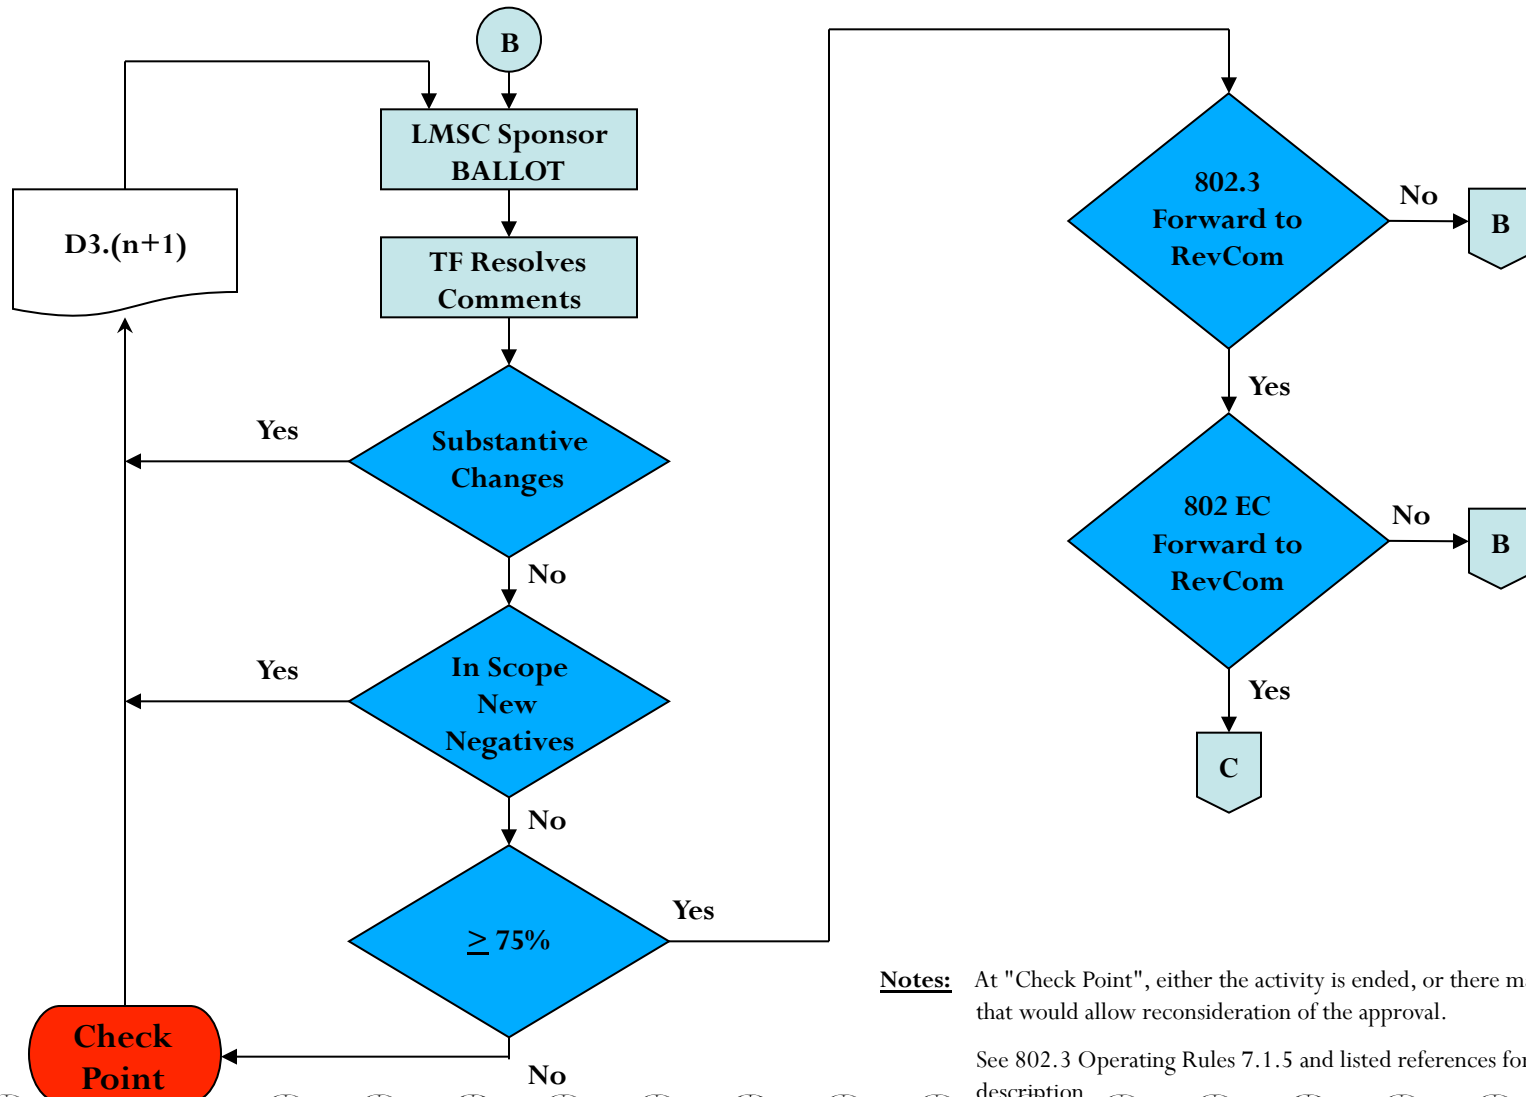 B
LMSC Sponsor
BALLOT
D3.(n+1)
TF Resolves
Comments
Yes
Substantive
Changes
No
Yes
In Scope
New
Negatives
No
≥ 75%
Yes
Check
Point
No
802.3
Forward to
RevCom
No
B
Yes
802 EC
Forward to
RevCom
No
B
Yes
C
Notes: At "Check Point", either the activity is ended, or there
that would allow reconsideration of the approval.
See 802.3 Operating Rules 7.1.5 and listed references for
description